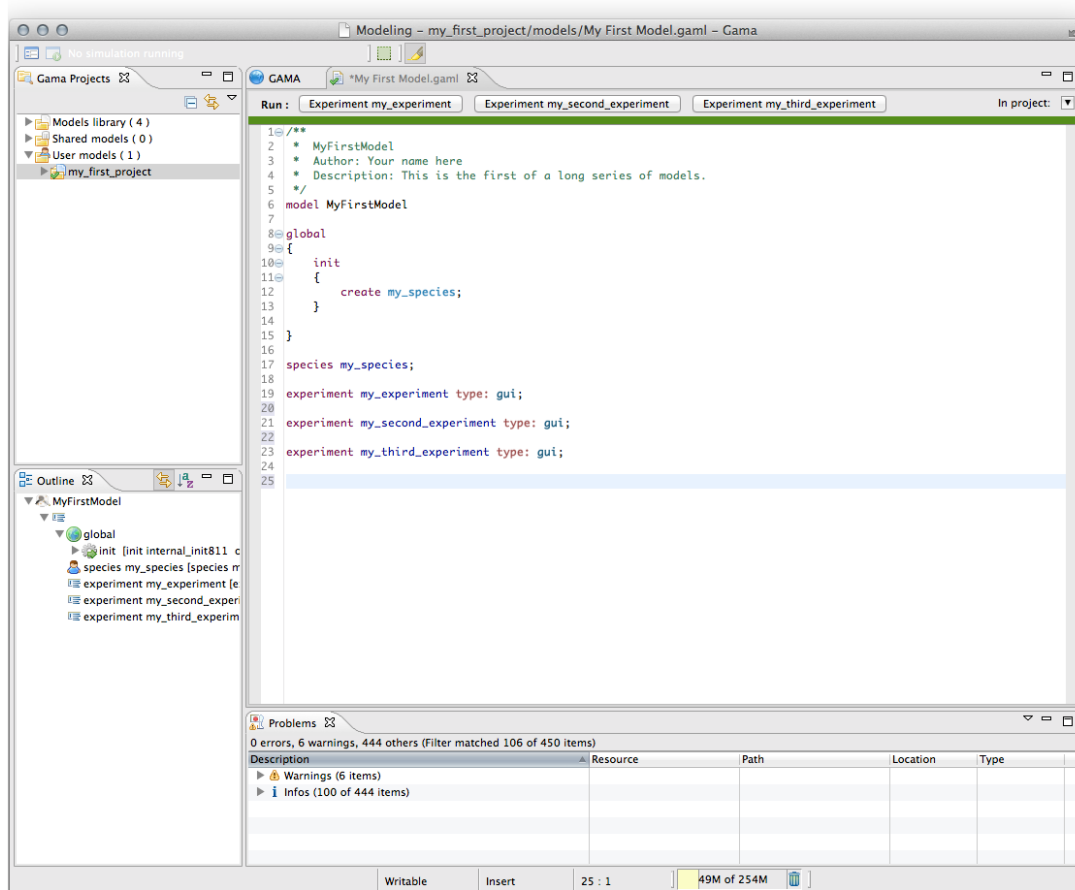 Modeling – my_first_project/models/My First Model.gaml – Gama
No simulation running
Gama Projects
Models library ( 4 )
Shared models ( 0 )
User models ( 1 )
my_first_project
GAMA
*My First Model.gaml
Run :
Experiment my_experiment
Experiment my_second_experiment
Experiment my_third_experiment
In project:
1 /**
2  *  MyFirstModel
3  *  Author: Your name here
4  *  Description: This is the first of a long series of models.
5  */
6 model MyFirstModel
7
8 global
9 {
10     init
11     {
12         create my_species;
13     }
14
15 }
16
17 species my_species;
18
19 experiment my_experiment type: gui;
20
21 experiment my_second_experiment type: gui;
22
23 experiment my_third_experiment type: gui;
24
25
Outline
MyFirstModel
global
init [init internal_init811 c
species my_species [species m
experiment my_experiment [e
experiment my_second_experi
experiment my_third_experim
Problems
0 errors, 6 warnings, 444 others (Filter matched 106 of 450 items)
Description Resource Path Location Type
Warnings (6 items)
Infos (100 of 444 items)
Writable Insert 25 : 1 49M of 254M